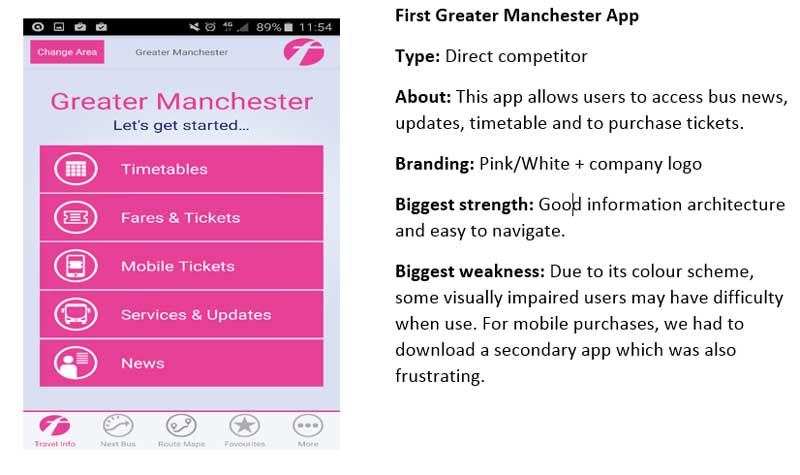 4G 89% 11:54
Change Area Greater Manchester
Greater Manchester
Let's get started...
Timetables
Fares & Tickets
Mobile Tickets
Services & Updates
News
Travel Info Next Bus Route Maps Favourites More
First Greater Manchester App
Type: Direct competitor
About: This app allows users to access bus news,
updates, timetable and to purchase tickets.
Branding: Pink/White + company logo
Biggest strength: Good information architecture
and easy to navigate.
Biggest weakness: Due to its colour scheme,
some visually impaired users may have difficulty
when use. For mobile purchases, we had to
download a secondary app which was also
frustrating.